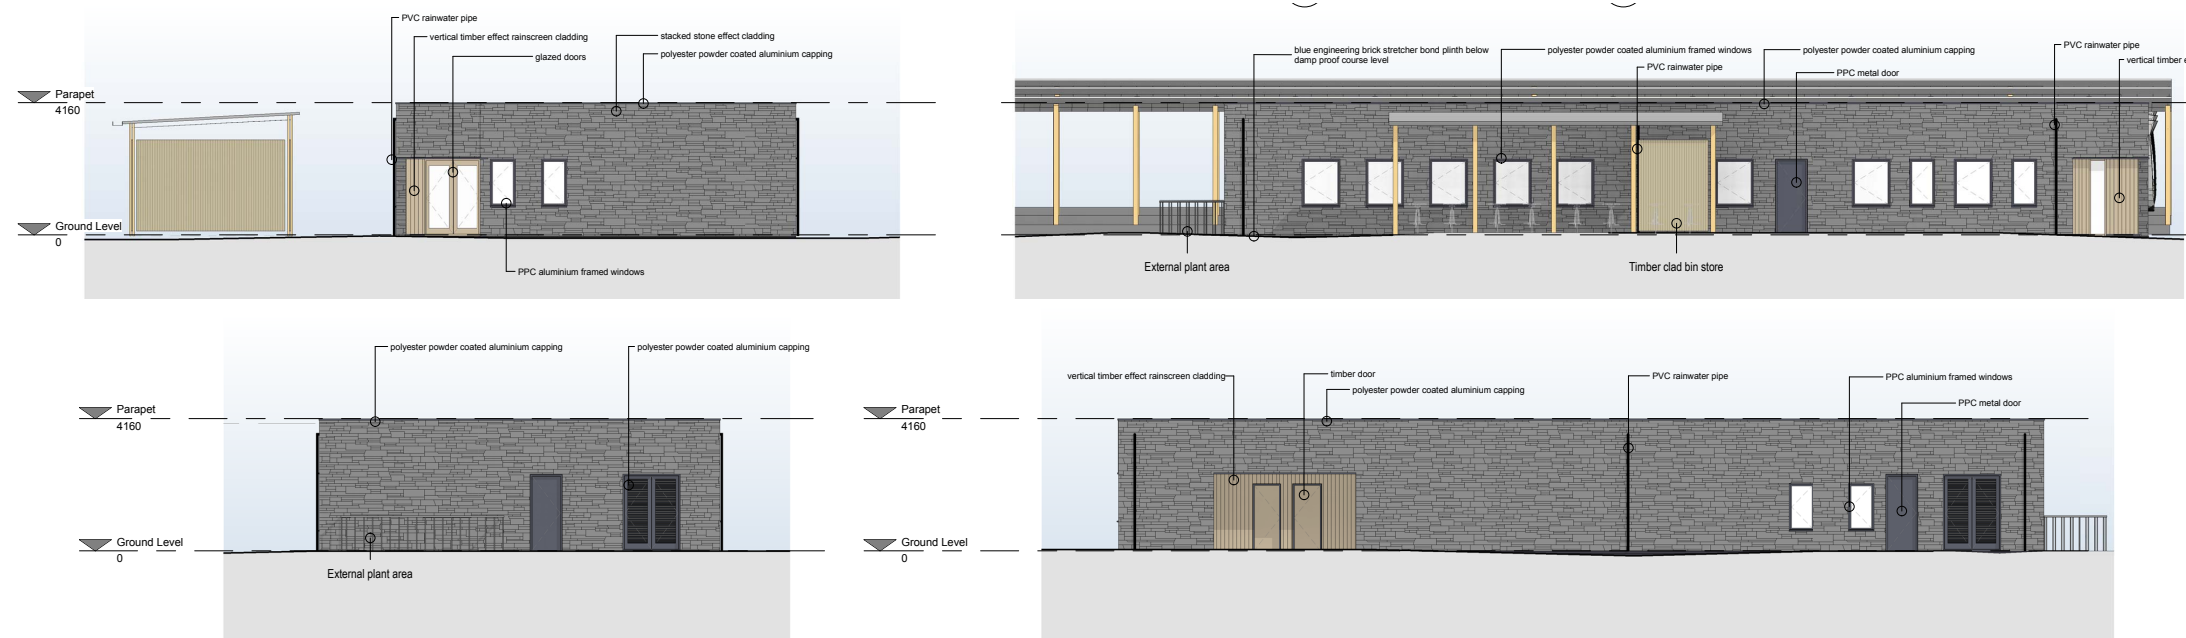 PVC rainwater pipe
vertical timber effect rainscreen cladding
glazed doors
stacked stone effect cladding
polyester powder coated aluminium capping
Parapet
4160
Ground Level
0
PPC aluminium framed windows
blue engineering brick stretcher bond plinth below
damp proof course level
polyester powder coated aluminium framed windows
PVC rainwater pipe
polyester powder coated aluminium capping
PPC metal door
PVC rainwater pipe
vertical timber e
External plant area
Timber clad bin store
polyester powder coated aluminium capping
polyester powder coated aluminium capping
Parapet
4160
Ground Level
0
External plant area
vertical timber effect rainscreen cladding
timber door
polyester powder coated aluminium capping
PVC rainwater pipe
PPC aluminium framed windows
PPC metal door
Parapet
4160
Ground Level
0